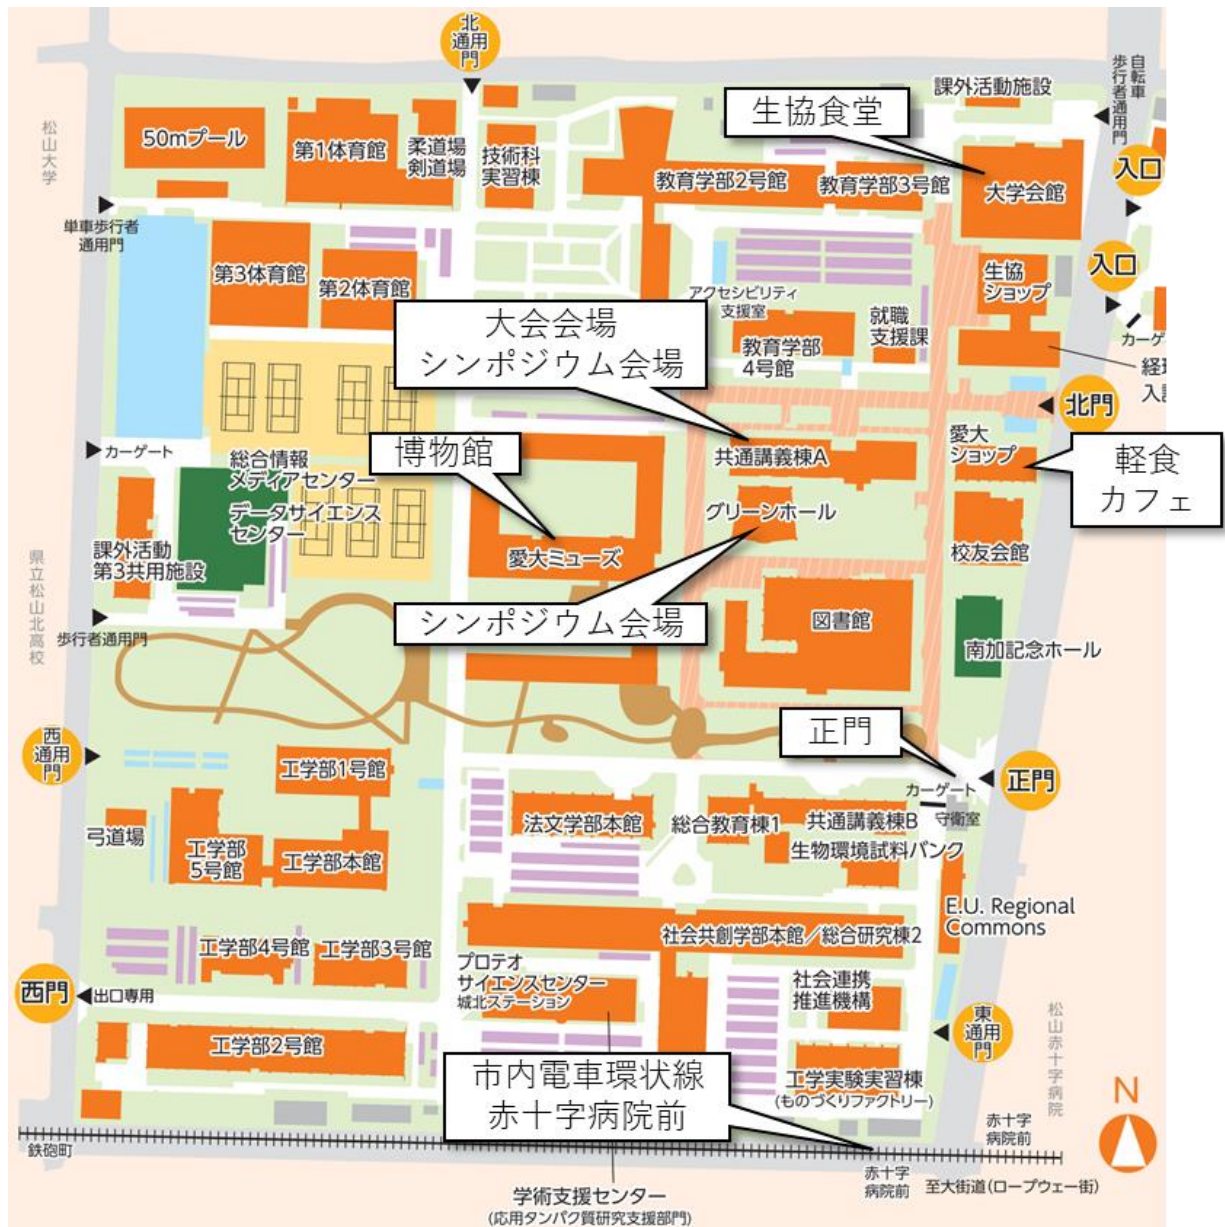 北
通用
門
自転車
歩行者通用門
課外活動施設
生協食堂
入口
松山大学
50mプール
第1体育館
柔道場
剣道場
技術科
実習棟
教育学部2号館
教育学部3号館
大学会館
単車歩行者
通用門
入口
第3体育館
第2体育館
アクセシビリティ
支援室
就職
支援課
生協
ショップ
カーゲ
大会会場
シンポジウム会場
教育学部
4号館
北門
カーゲート
総合情報
メディアセンター
データサイエンス
センター
博物館
共通講義棟A
愛大
ショップ
軽食
カフェ
グリーンホール
課外活動
第3共用施設
愛大ミューズ
校友会館
県立松山北高校
歩行者通用門
シンポジウム会場
図書館
南加記念ホール
西
通用
門
正門
工学部1号館
カーゲート
正門
弓道場
工学部
5号館
工学部本館
法文学部本館
総合教育棟1
共通講義棟B
守衛室
生物環境試料バンク
E.U. Regional
Commons
工学部4号館
工学部3号館
社会共創学部本館／総合研究棟2
西門
出口専用
プロテオ
サイエンスセンター
城北ステーション
社会連携
推進機構
東
通用
門
松山赤十字病院
工学部2号館
市内電車環状線
赤十字病院前
工学実験実習棟
(ものづくりファクトリー)
N
鉄砲町
赤十字
病院前
赤十字
病院前
至大街道(ロープウェー街)
学術支援センター
(応用タンパク質研究支援部門)